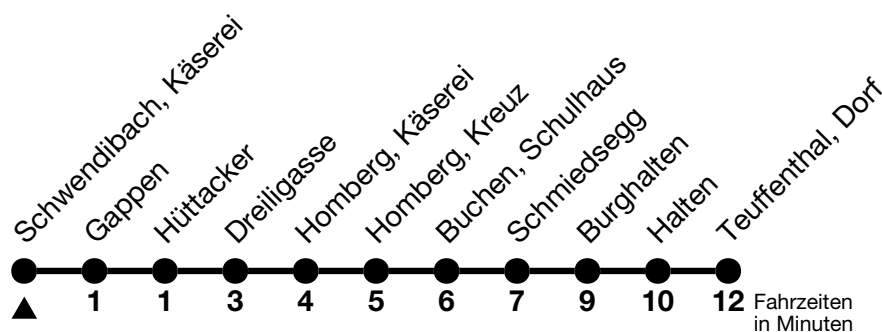 Schwendibach, Käserei
Gappen
Hüttacker
Dreiligasse
Homberg, Käserei
Homberg, Kreuz
Buchen, Schulhaus
Schmiedsegg
Burghalten
Halten
Teuffenthal, Dorf
1 1 3 4 5 6 7 9 10 12 Fahrzeiten
in Minuten